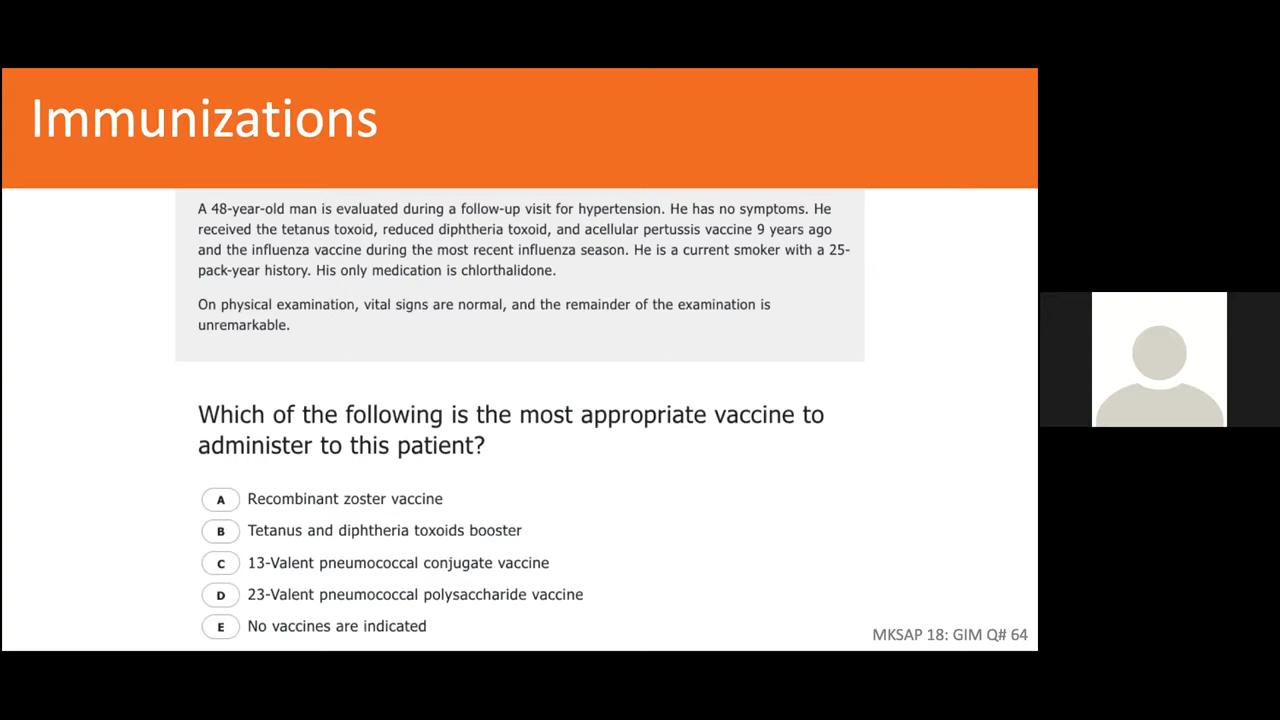 Immunizations
A 48-year-old man is evaluated during a follow-up visit for hypertension. He has no symptoms. He
received the tetanus toxoid, reduced diphtheria toxoid, and acellular pertussis vaccine 9 years ago
and the influenza vaccine during the most recent influenza season. He is a current smoker with a 25-
pack-year history. His only medication is chlorthalidone.
On physical examination, vital signs are normal, and the remainder of the examination is
unremarkable.
Which of the following is the most appropriate vaccine to
administer to this patient?
A Recombinant zoster vaccine
B Tetanus and diphtheria toxoids booster
C 13-Valent pneumococcal conjugate vaccine
D 23-Valent pneumococcal polysaccharide vaccine
E No vaccines are indicated
MKSAP 18: GIM Q# 64